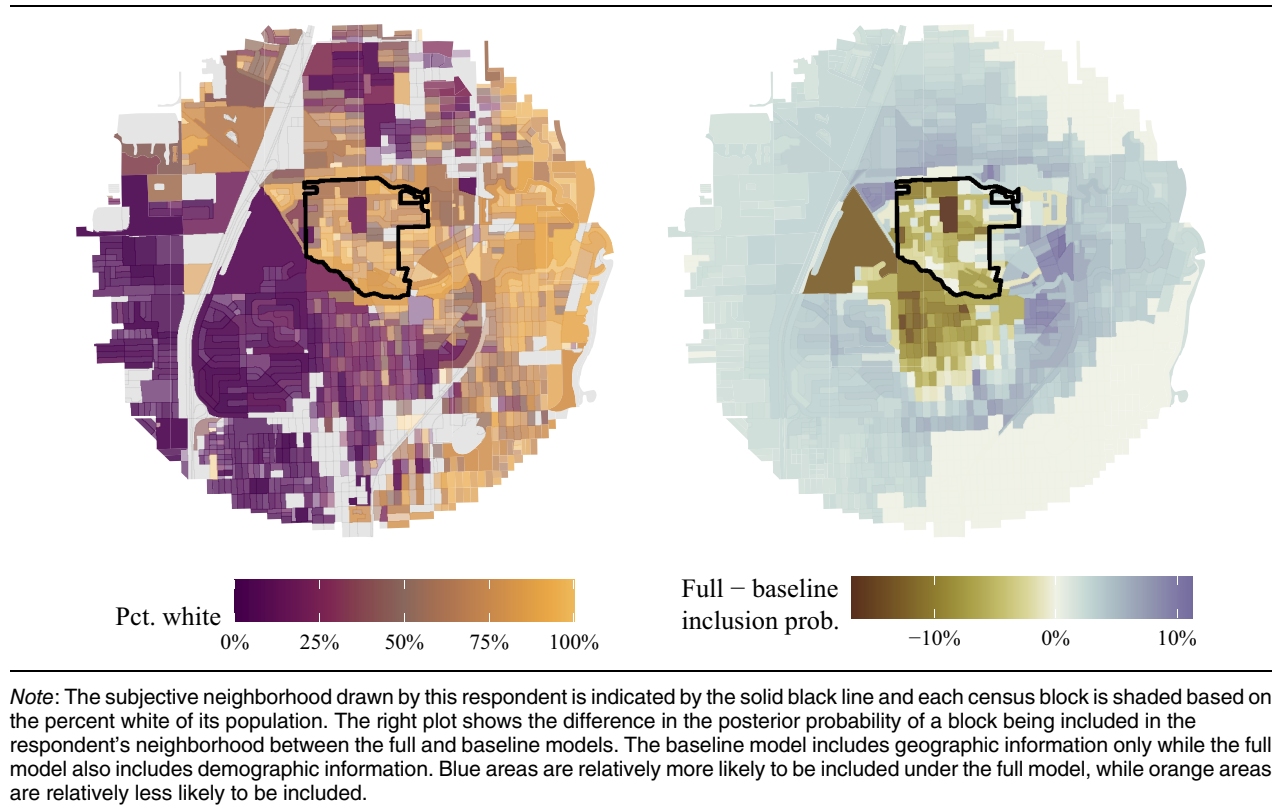 Pct. white
0% 25% 50% 75% 100%
Full − baseline
inclusion prob.
−10% 0% 10%
Note: The subjective neighborhood drawn by this respondent is indicated by the solid black line and each census block is shaded based on
the percent white of its population. The right plot shows the difference in the posterior probability of a block being included in the
respondent’s neighborhood between the full and baseline models. The baseline model includes geographic information only while the full
model also includes demographic information. Blue areas are relatively more likely to be included under the full model, while orange areas
are relatively less likely to be included.